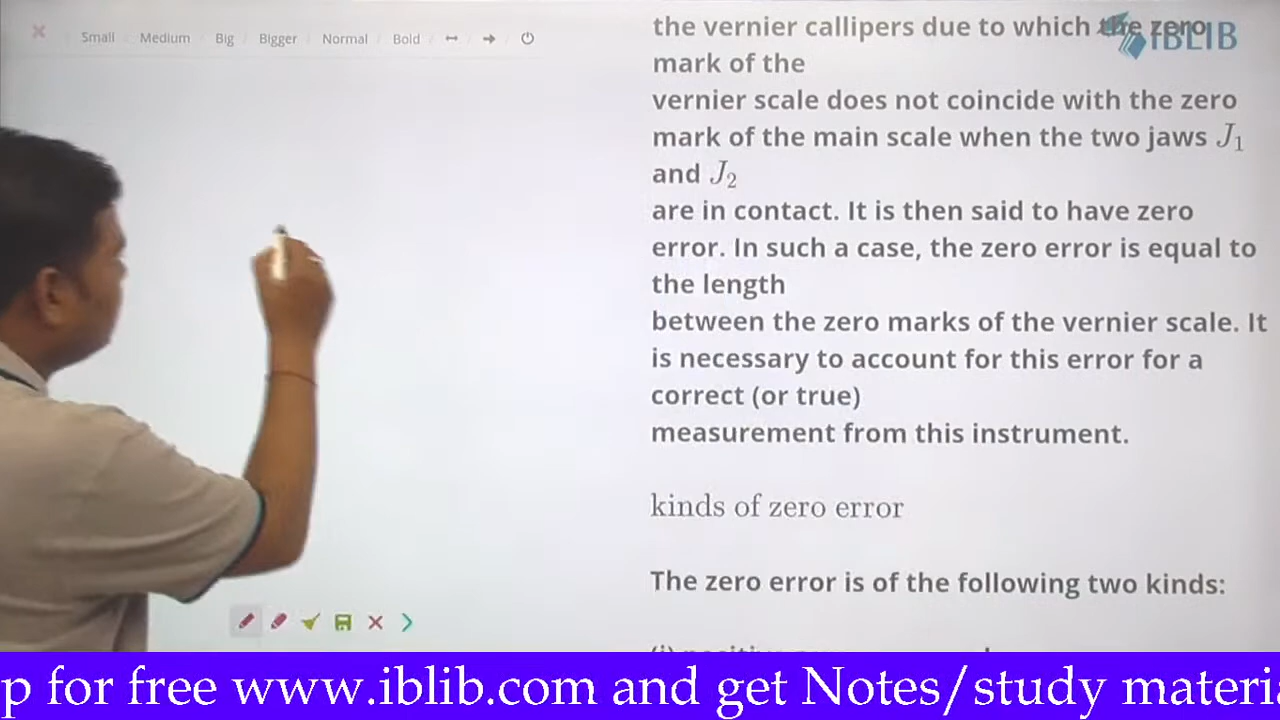 Small Medium Big Bigger Normal Bold
the vernier callipers due to which the zero
IBLIB
mark of the
vernier scale does not coincide with the zero
mark of the main scale when the two jaws J₁
and J₂
are in contact. It is then said to have zero
error. In such a case, the zero error is equal to
the length
between the zero marks of the vernier scale. It
is necessary to account for this error for a
correct (or true)
measurement from this instrument.
kinds of zero error
The zero error is of the following two kinds:
p for free www.iblib.com and get Notes/study materi